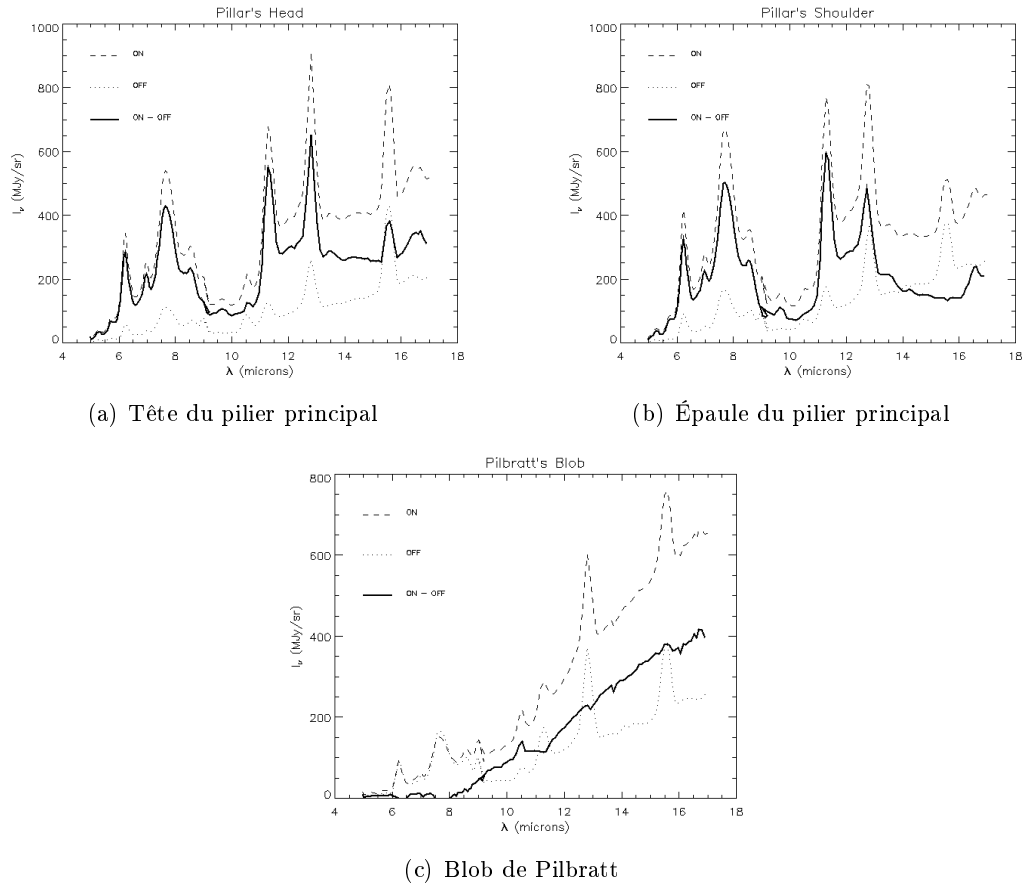 Pillar's Head
1000
800
600
400
200
0
I_ν (MJy/sr)
ON
OFF
ON - OFF
4 6 8 10 12 14 16 18
λ (microns)
(a) Tête du pilier principal
Pillar's Shoulder
1000
800
600
400
200
0
I_ν (MJy/sr)
ON
OFF
ON - OFF
4 6 8 10 12 14 16 18
λ (microns)
(b) Épaule du pilier principal
Pilbratt's Blob
800
600
400
200
0
I_ν (MJy/sr)
ON
OFF
ON - OFF
4 6 8 10 12 14 16 18
λ (microns)
(c) Blob de Pilbratt